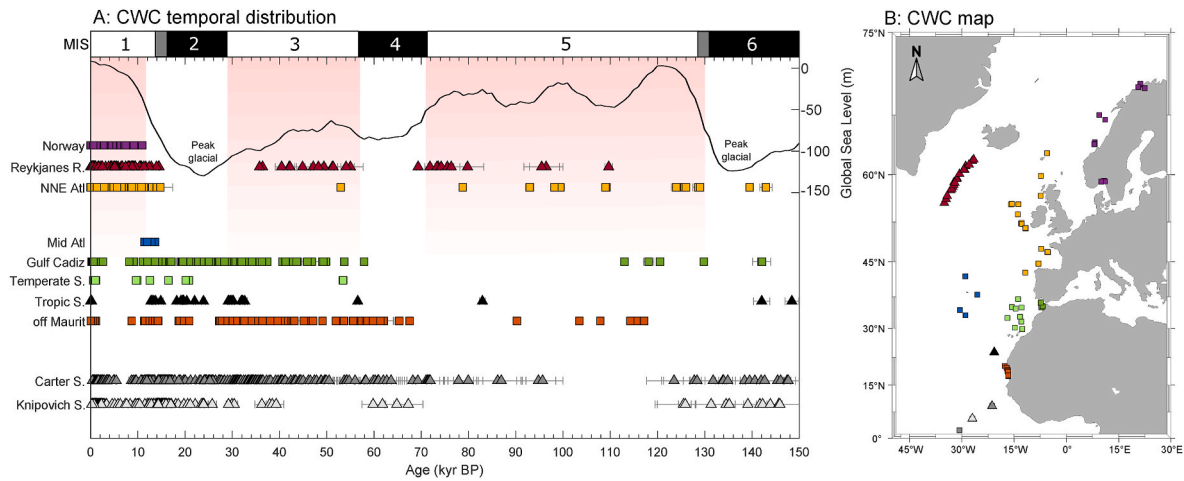 A: CWC temporal distribution
MIS 1 2 3 4 5 6
0
-50
-100
-150
Global Sea Level (m)
Peak
glacial
Peak
glacial
Norway
Reykjanes R.
NNE Atl
Mid Atl
Gulf Cadiz
Temperate S.
Tropic S.
off Maurit
Carter S.
Knipovich S.
0 10 20 30 40 50 60 70 80 90 100 110 120 130 140 150
Age (kyr BP)
B: CWC map
N
75°N
60°N
45°N
30°N
15°N
0°
45°W 30°W 15°W 0° 15°E 30°E